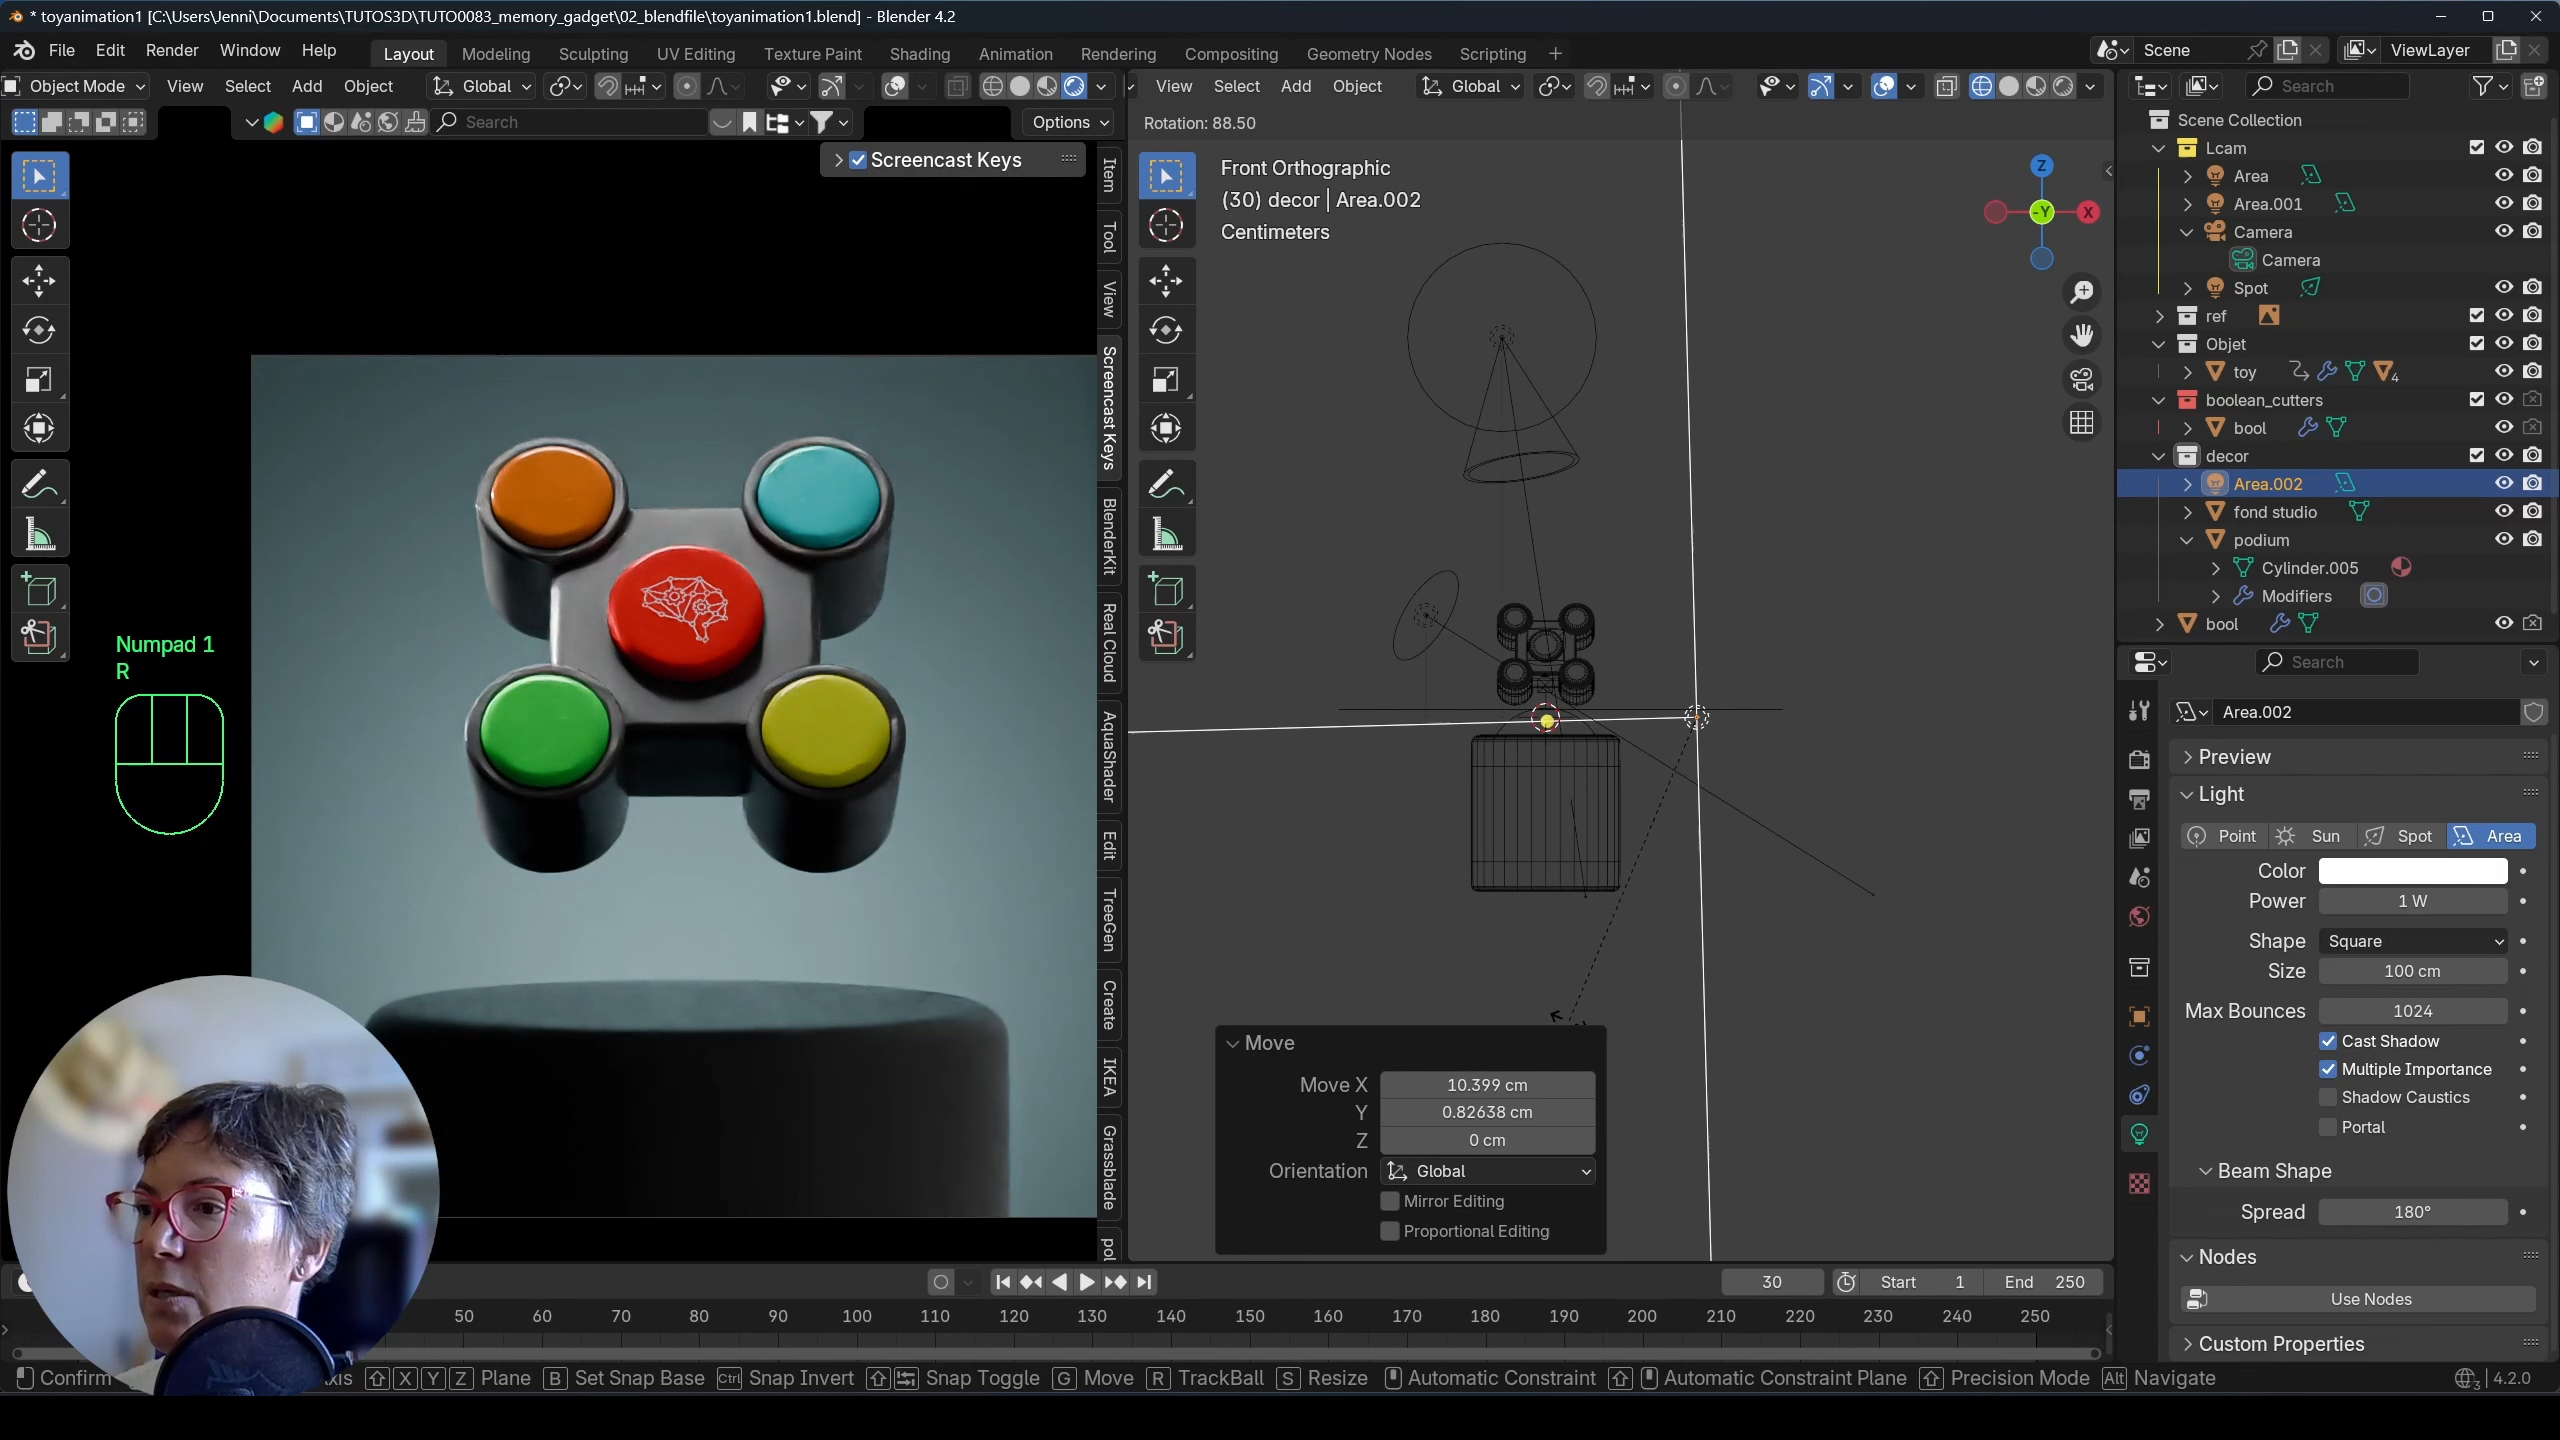 * toyanimation1 [C:\Users\Jenni\Documents\TUTOS3D\TUTO0083_memory_gadget\02_blendfile\toyanimation1.blend] - Blender 4.2
File Edit Render Window Help Layout Modeling Sculpting UV Editing Texture Paint Shading Animation Rendering Compositing Geometry Nodes Scripting + Scene ViewLayer
Object Mode View Select Add Object Global View Select Add Object Global Search
Search Options Rotation: 88.50
Scene Collection
Screencast Keys
Front Orthographic
(30) decor | Area.002
Centimeters
Z
-Y
X
Lcam
Area
Area.001
Camera
Camera
Spot
ref
Objet
toy 4
boolean_cutters
bool
decor
Area.002
fond studio
podium
Cylinder.005
Modifiers
bool
Item
Tool
View
Screencast Keys
BlenderKit
Real Cloud
AquaShader
Edit
TreeGen
Create
IKEA
Grassblade
pol
Numpad 1
R
Search
Area.002
Preview
Light
Point Sun Spot Area
Color
Power 1 W
Shape Square
Size 100 cm
Max Bounces 1024
Cast Shadow
Multiple Importance
Shadow Caustics
Portal
Beam Shape
Spread 180°
Nodes
Use Nodes
Custom Properties
Move
Move X 10.399 cm
Y 0.82638 cm
Z 0 cm
Orientation Global
Mirror Editing
Proportional Editing
30 Start 1 End 250
50 60 70 80 90 100 110 120 130 140 150 160 170 180 190 200 210 220 230 240 250
Confirm xis X Y Z Plane B Set Snap Base Ctrl Snap Invert Snap Toggle G Move R TrackBall S Resize Automatic Constraint Automatic Constraint Plane Precision Mode Alt Navigate 3 4.2.0